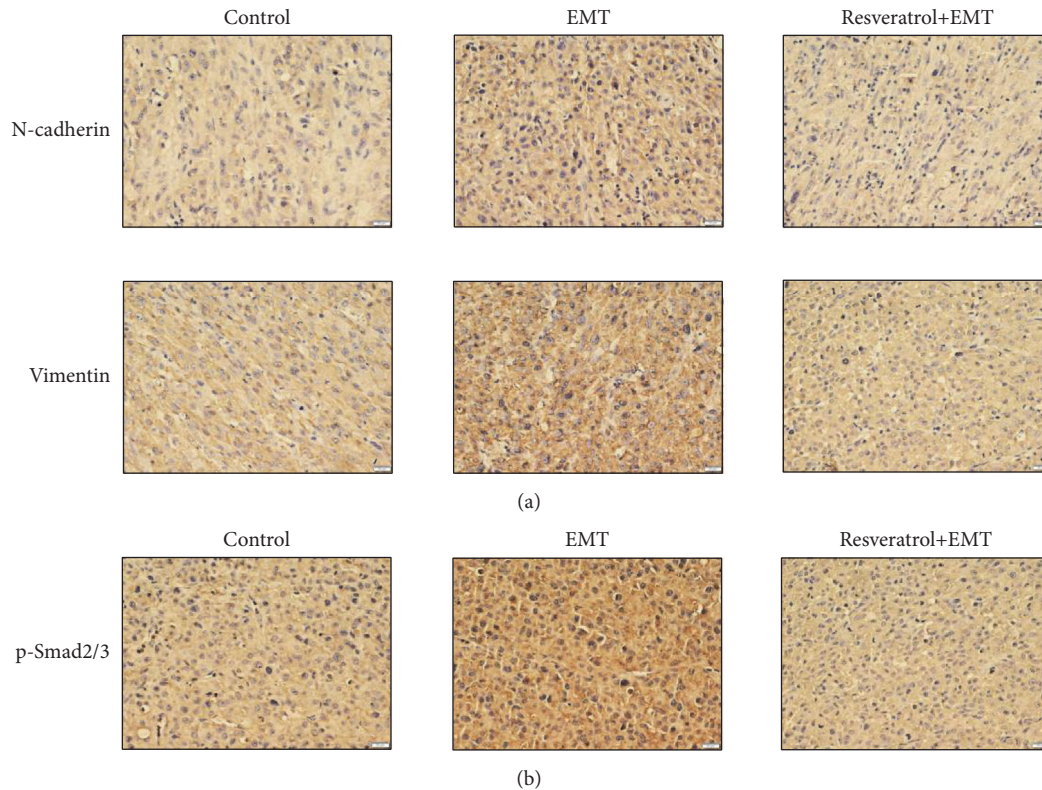 Control EMT Resveratrol+EMT
N-cadherin
Vimentin
(a)
Control EMT Resveratrol+EMT
p-Smad2/3
(b)